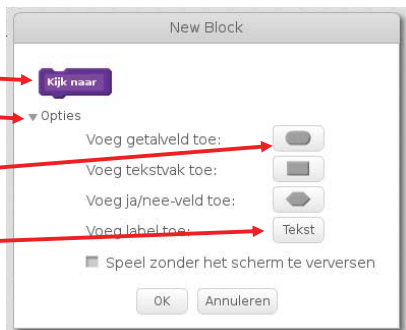 New Block
Kijk naar
Opties
Voeg getalveld toe:
Voeg tekstvak toe:
Voeg ja/nee-veld toe:
Voeg label toe:
Tekst
Speel zonder het scherm te verversen
OK
Annuleren